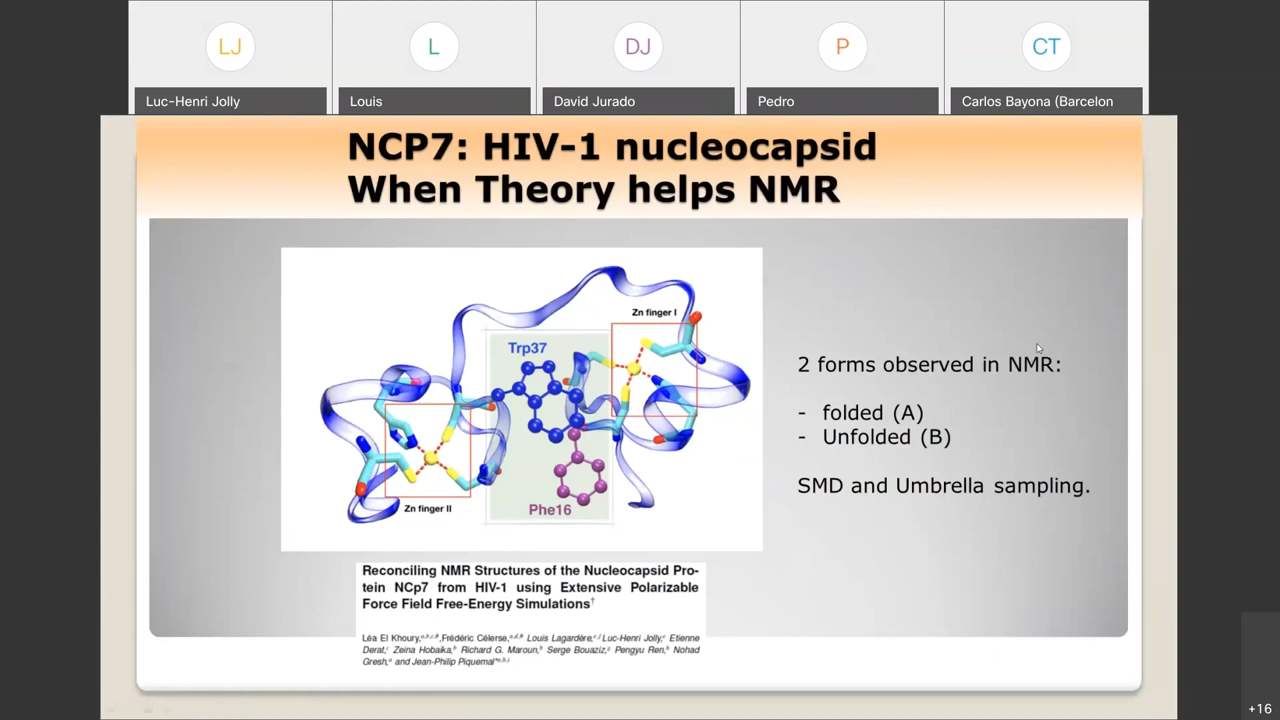 LJ
L
DJ
P
CT
Luc-Henri Jolly
Louis
David Jurado
Pedro
Carlos Bayona (Barcelon
NCP7: HIV-1 nucleocapsid
When Theory helps NMR
Zn finger I
Trp37
Zn finger II
Phe16
2 forms observed in NMR:
- folded (A)
- Unfolded (B)
SMD and Umbrella sampling.
Reconciling NMR Structures of the Nucleocapsid Pro-
tein NCp7 from HIV-1 using Extensive Polarizable
Force Field Free-Energy Simulations†
Léa El Khoury, Frédéric Célerse, Louis Lagardère, Luc-Henri Jolly, Etienne
Derat, Zeina Hobaika, Richard G. Maroun, Serge Bouaziz, Pengyu Ren, Nohad
Gresh, and Jean-Philip Piquemal
+16